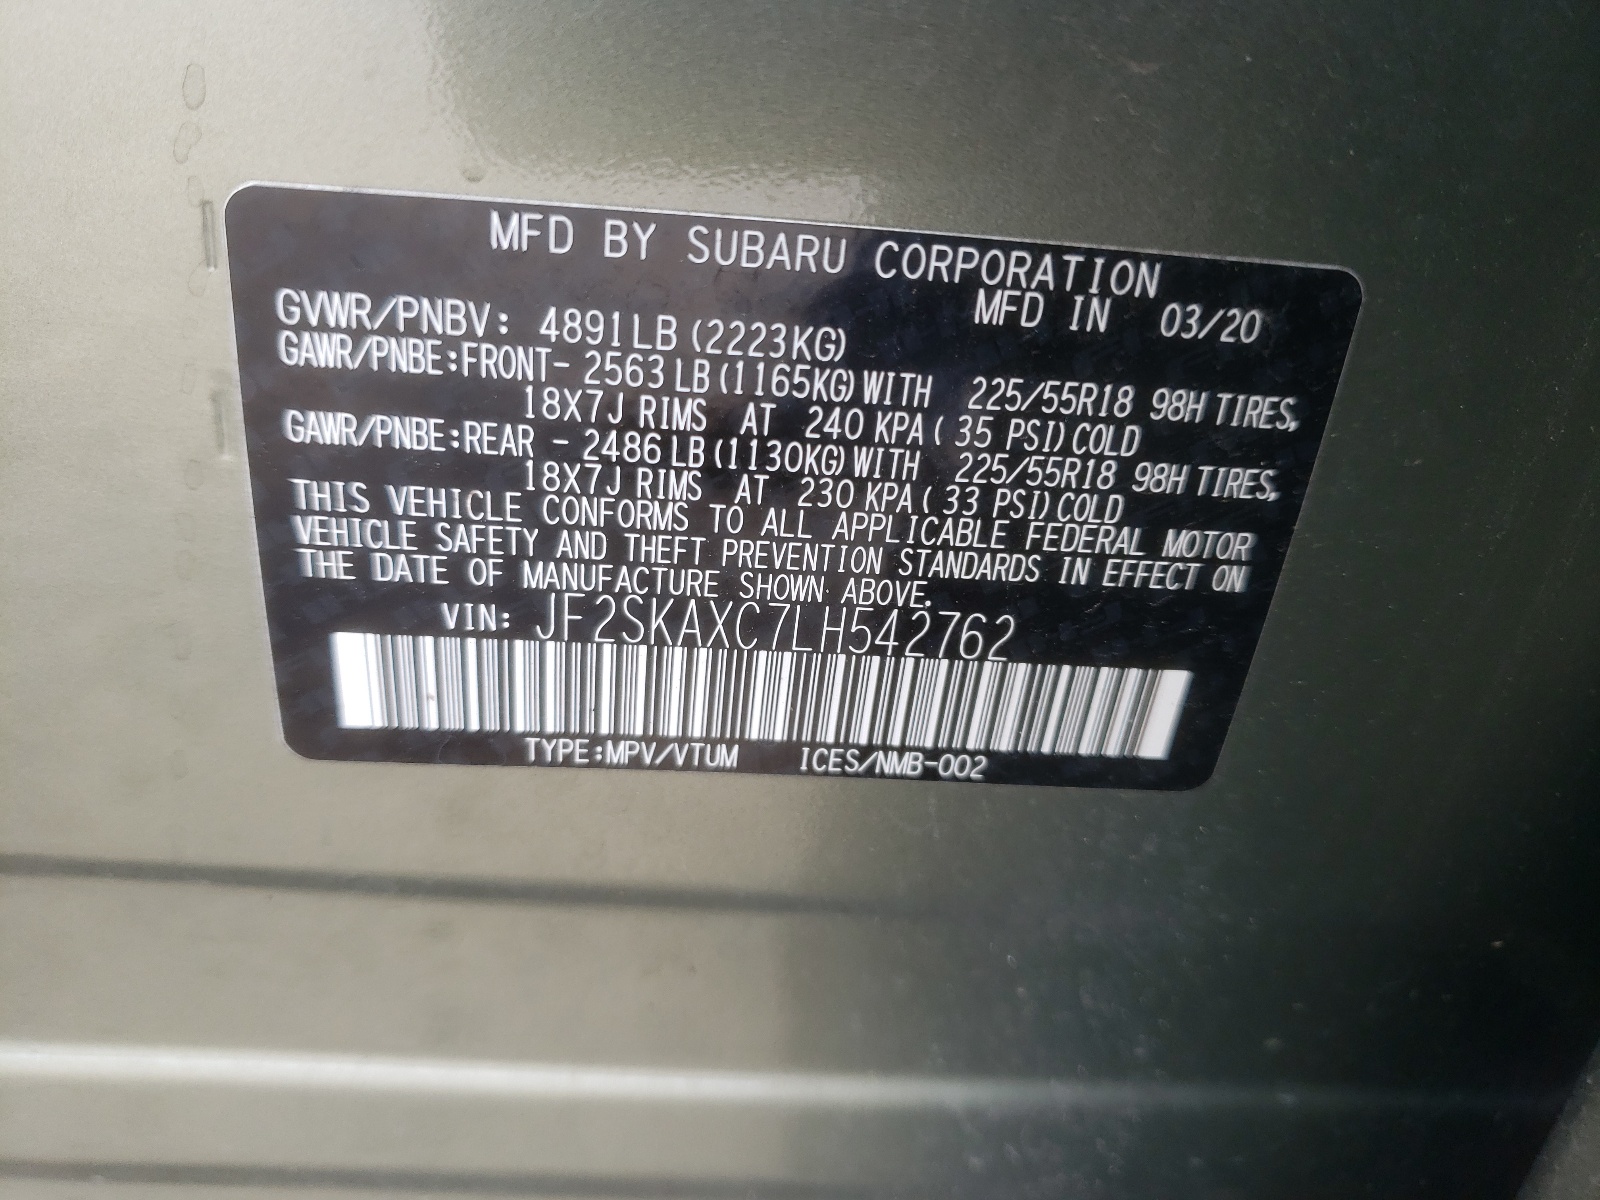 MFD BY SUBARU CORPORATION
MFD IN 03/20
GVWR/PNBV: 4891LB (2223KG)
GAWR/PNBE:FRONT- 2563 LB (1165KG) WITH 225/55R18 98H TIRES,
18X7J RIMS AT 240 KPA ( 35 PSI) COLD
GAWR/PNBE:REAR - 2486 LB (1130KG) WITH 225/55R18 98H TIRES,
18X7J RIMS AT 230 KPA ( 33 PSI) COLD
THIS VEHICLE CONFORMS TO ALL APPLICABLE FEDERAL MOTOR
VEHICLE SAFETY AND THEFT PREVENTION STANDARDS IN EFFECT ON
THE DATE OF MANUFACTURE SHOWN ABOVE.
VIN: JF2SKAXC7LH542762
TYPE:MPV/VTUM ICES/NMB-002